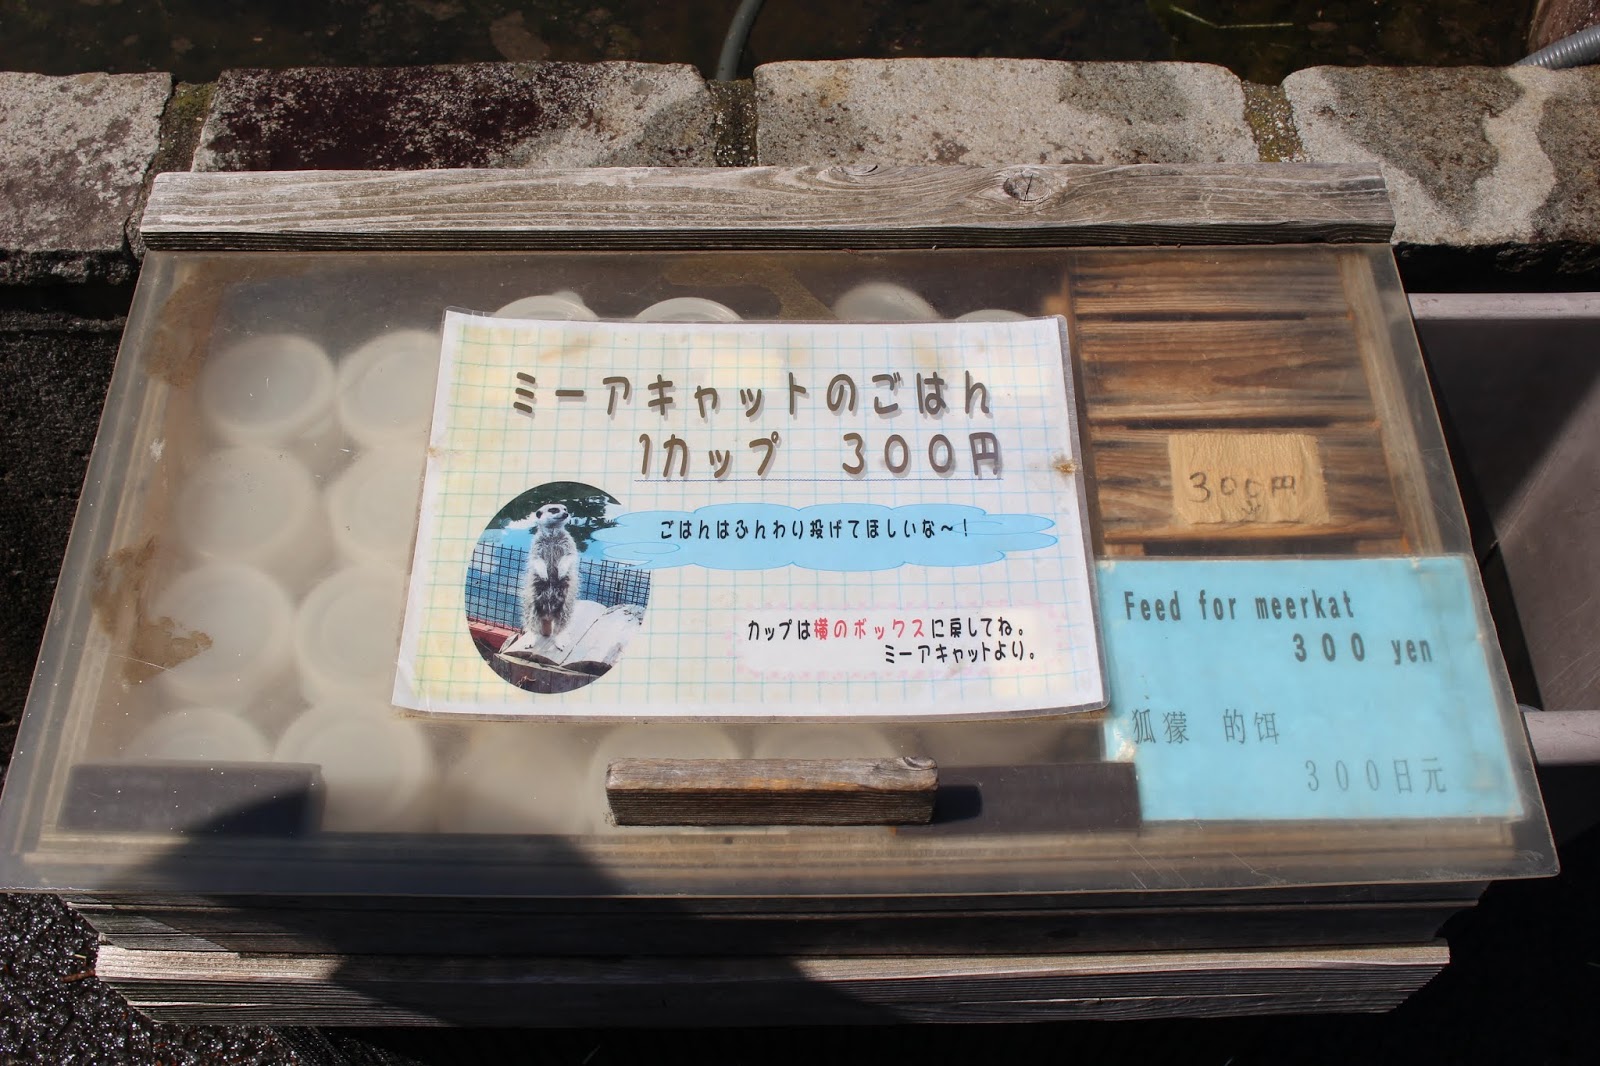 ミーアキャットのごはん
1カップ 300円
ごはんはふんわり投げてほしいな～！
カップは横のボックスに戻してね。
ミーアキャットより。
300円
Feed for meerkat
300 yen
狐獴 的饵
300日元